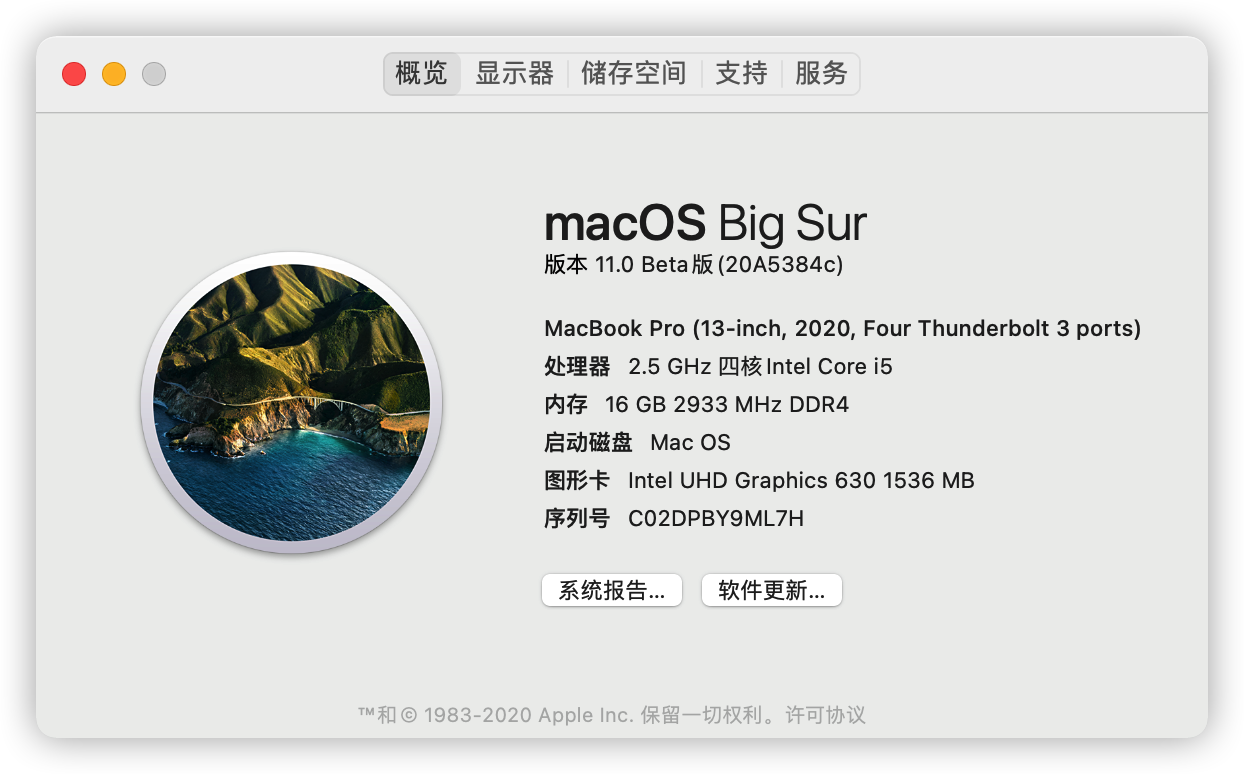 概览 显示器 储存空间 支持 服务
macOS Big Sur
版本 11.0 Beta版 (20A5384c)
MacBook Pro (13-inch, 2020, Four Thunderbolt 3 ports)
处理器 2.5 GHz 四核Intel Core i5
内存 16 GB 2933 MHz DDR4
启动磁盘 Mac OS
图形卡 Intel UHD Graphics 630 1536 MB
序列号 C02DPBY9ML7H
系统报告... 软件更新...
™和© 1983-2020 Apple Inc. 保留一切权利。许可协议